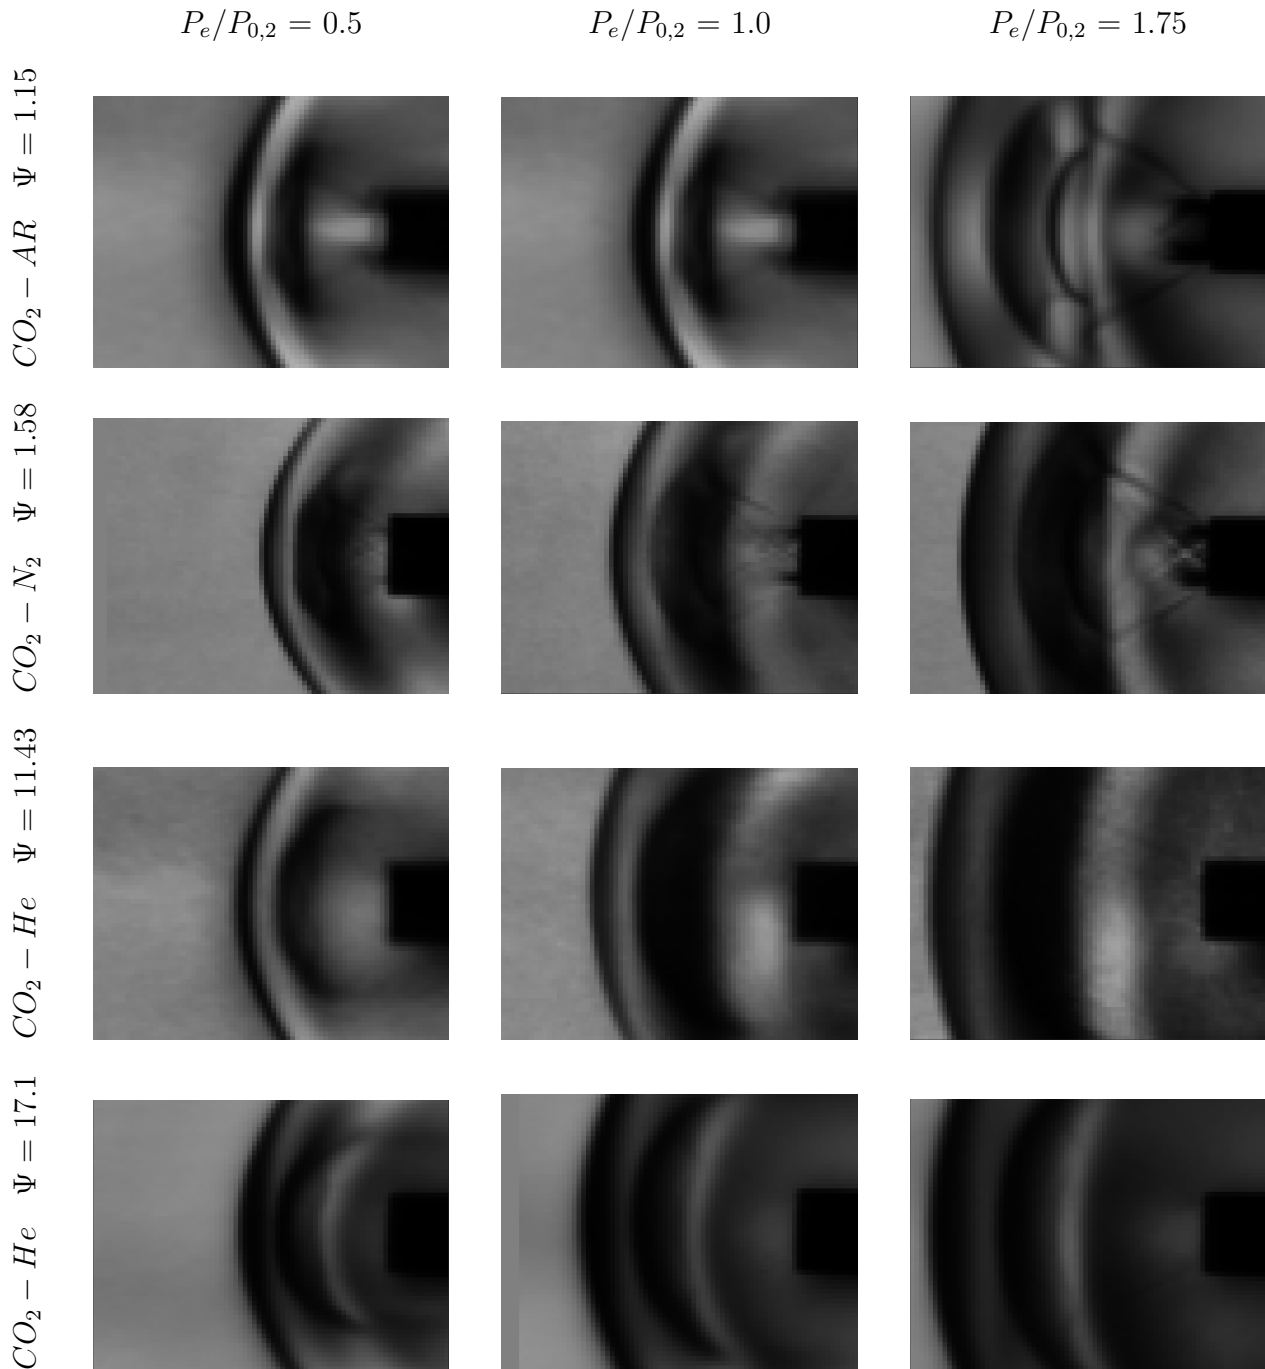 P_e/P_{0,2} = 0.5
P_e/P_{0,2} = 1.0
P_e/P_{0,2} = 1.75
CO_2 − AR Ψ = 1.15
CO_2 − N_2 Ψ = 1.58
CO_2 − He Ψ = 11.43
CO_2 − He Ψ = 17.1